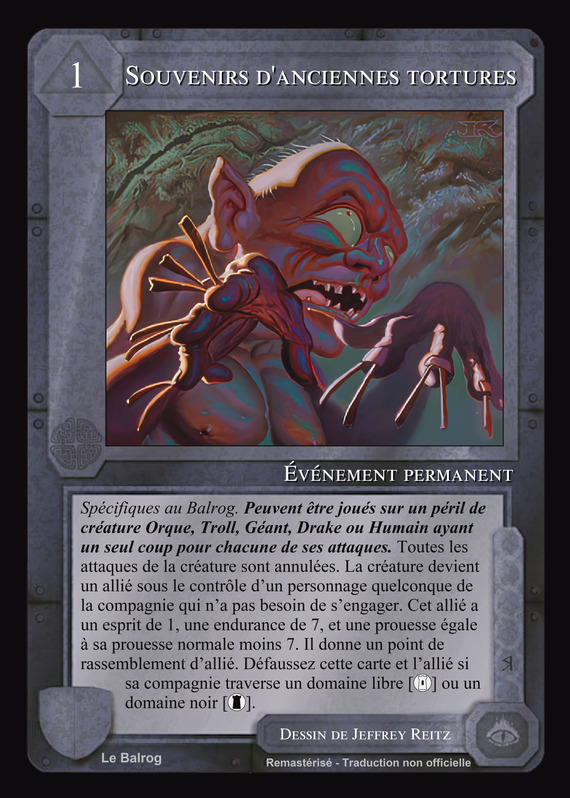 1
SOUVENIRS D'ANCIENNES TORTURES
JR
ÉVÉNEMENT PERMANENT
Spécifiques au Balrog. Peuvent être joués sur un péril de
créature Orque, Troll, Géant, Drake ou Humain ayant
un seul coup pour chacune de ses attaques. Toutes les
attaques de la créature sont annulées. La créature devient
un allié sous le contrôle d’un personnage quelconque de
la compagnie qui n’a pas besoin de s’engager. Cet allié a
un esprit de 1, une endurance de 7, et une prouesse égale
à sa prouesse normale moins 7. Il donne un point de
rassemblement d’allié. Défaussez cette carte et l’allié si
sa compagnie traverse un domaine libre [] ou un
domaine noir [].
DESSIN DE JEFFREY REITZ
Le Balrog
Remastérisé - Traduction non officielle